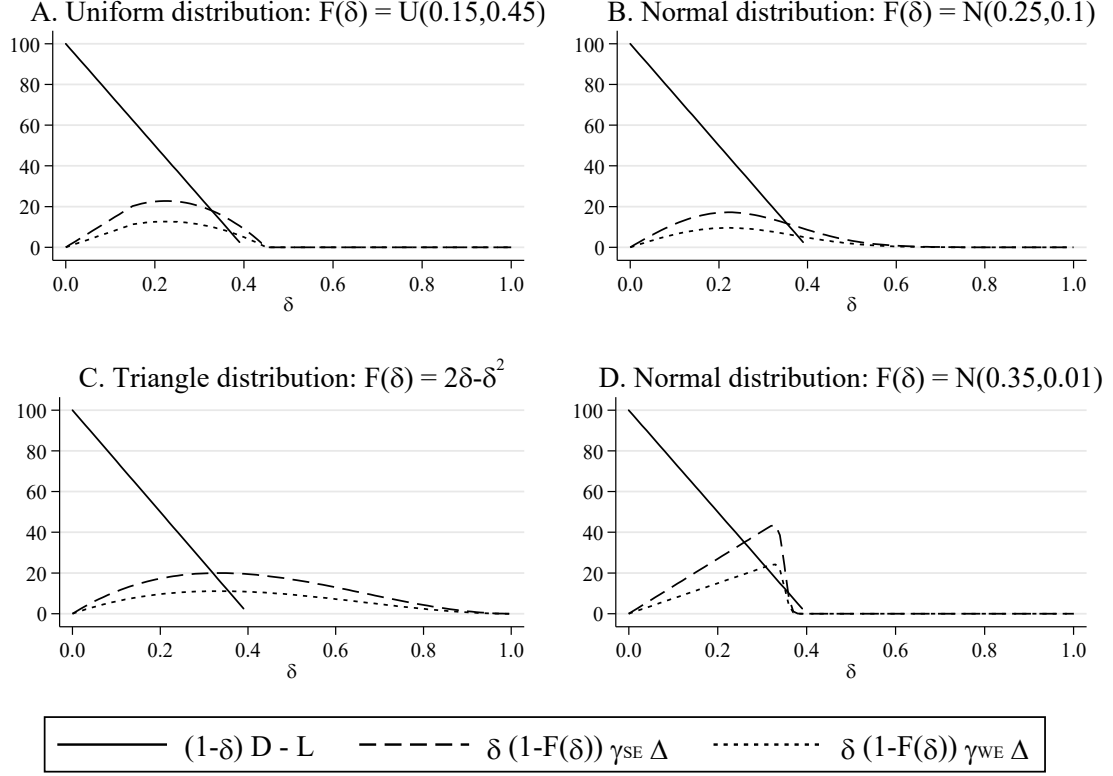 A. Uniform distribution: F(δ) = U(0.15,0.45)
100
80
60
40
20
0
0.0 0.2 0.4 0.6 0.8 1.0
δ
B. Normal distribution: F(δ) = N(0.25,0.1)
100
80
60
40
20
0
0.0 0.2 0.4 0.6 0.8 1.0
δ
C. Triangle distribution: F(δ) = 2δ-δ²
100
80
60
40
20
0
0.0 0.2 0.4 0.6 0.8 1.0
δ
D. Normal distribution: F(δ) = N(0.35,0.01)
100
80
60
40
20
0
0.0 0.2 0.4 0.6 0.8 1.0
δ
(1-δ) D - L δ (1-F(δ)) γSE Δ δ (1-F(δ)) γWE Δ